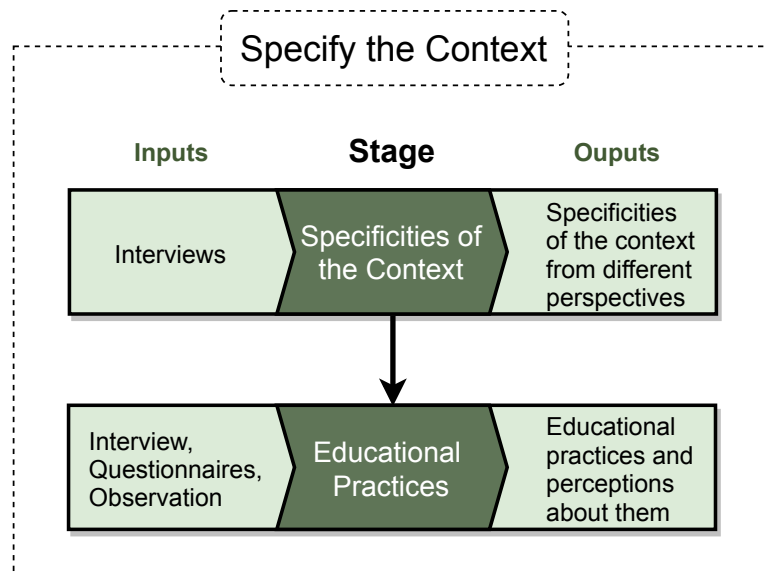 Specify the Context
Inputs
Stage
Ouputs
Interviews
Specificities of
the Context
Specificities
of the context
from different
perspectives
Interview,
Questionnaires,
Observation
Educational
Practices
Educational
practices and
perceptions
about them